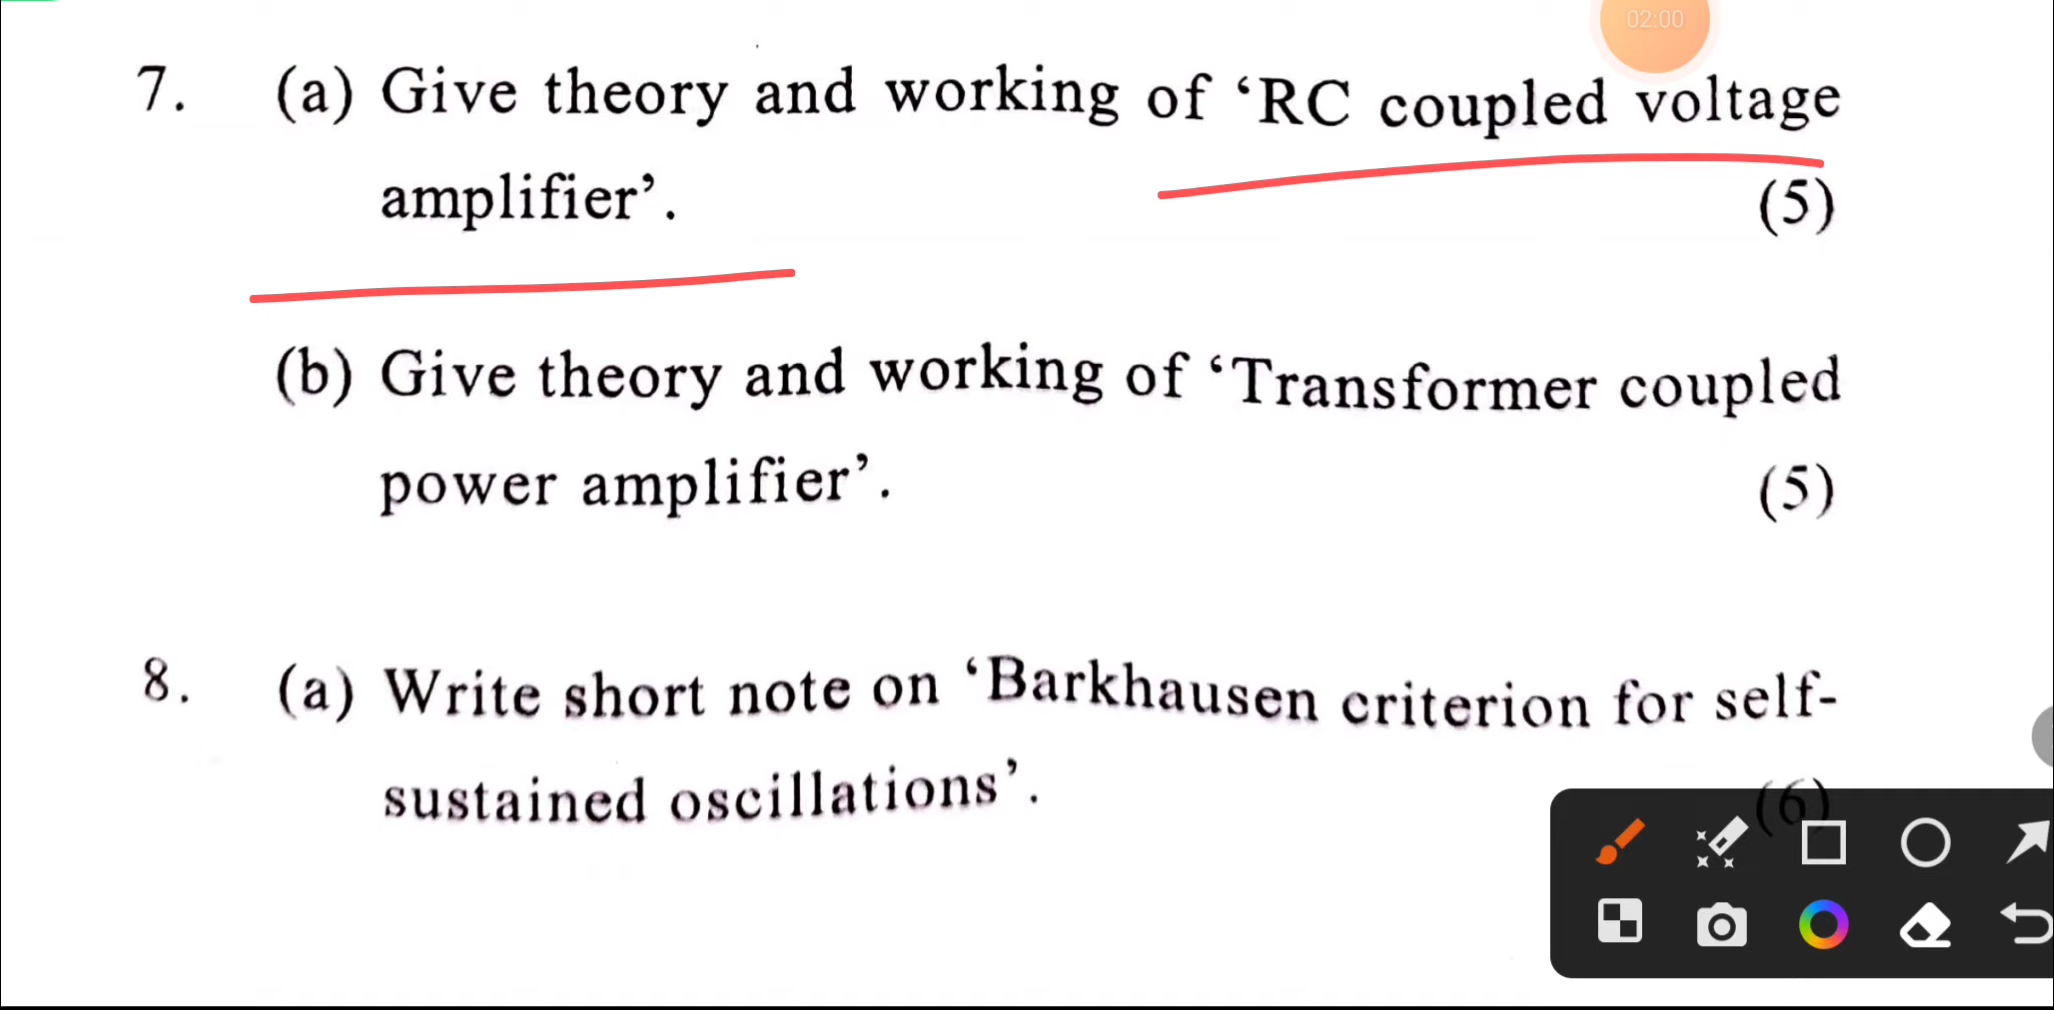 02:00
7. (a) Give theory and working of ‘RC coupled voltage
amplifier’. (5)
(b) Give theory and working of ‘Transformer coupled
power amplifier’. (5)
8. (a) Write short note on ‘Barkhausen criterion for self-
sustained oscillations’. (6)